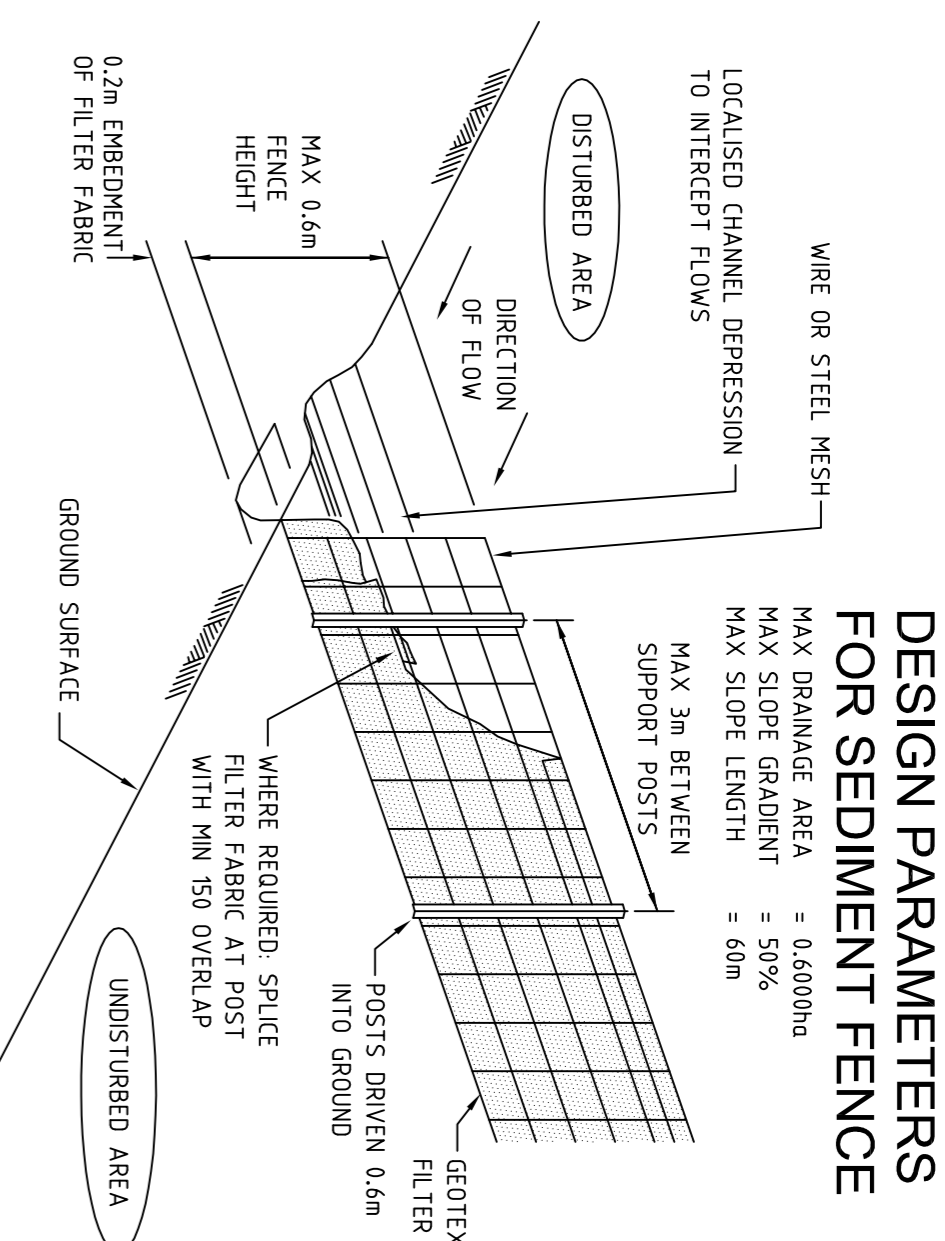 DESIGN PARAMETERS
FOR SEDIMENT FENCE
MAX DRAINAGE AREA = 0.6000ha
MAX SLOPE GRADIENT = 50%
MAX SLOPE LENGTH = 60m
WIRE OR STEEL MESH
LOCALISED CHANNEL DEPRESSION
TO INTERCEPT FLOWS
MAX 3m BETWEEN
SUPPORT POSTS
DISTURBED AREA
DIRECTION
OF FLOW
MAX 0.6m
FENCE
HEIGHT
0.2m EMBEDMENT
OF FILTER FABRIC
GEOTEX
FILTER
POSTS DRIVEN 0.6m
INTO GROUND
WHERE REQUIRED: SPLICE
FILTER FABRIC AT POST
WITH MIN 150 OVERLAP
GROUND SURFACE
UNDISTURBED AREA